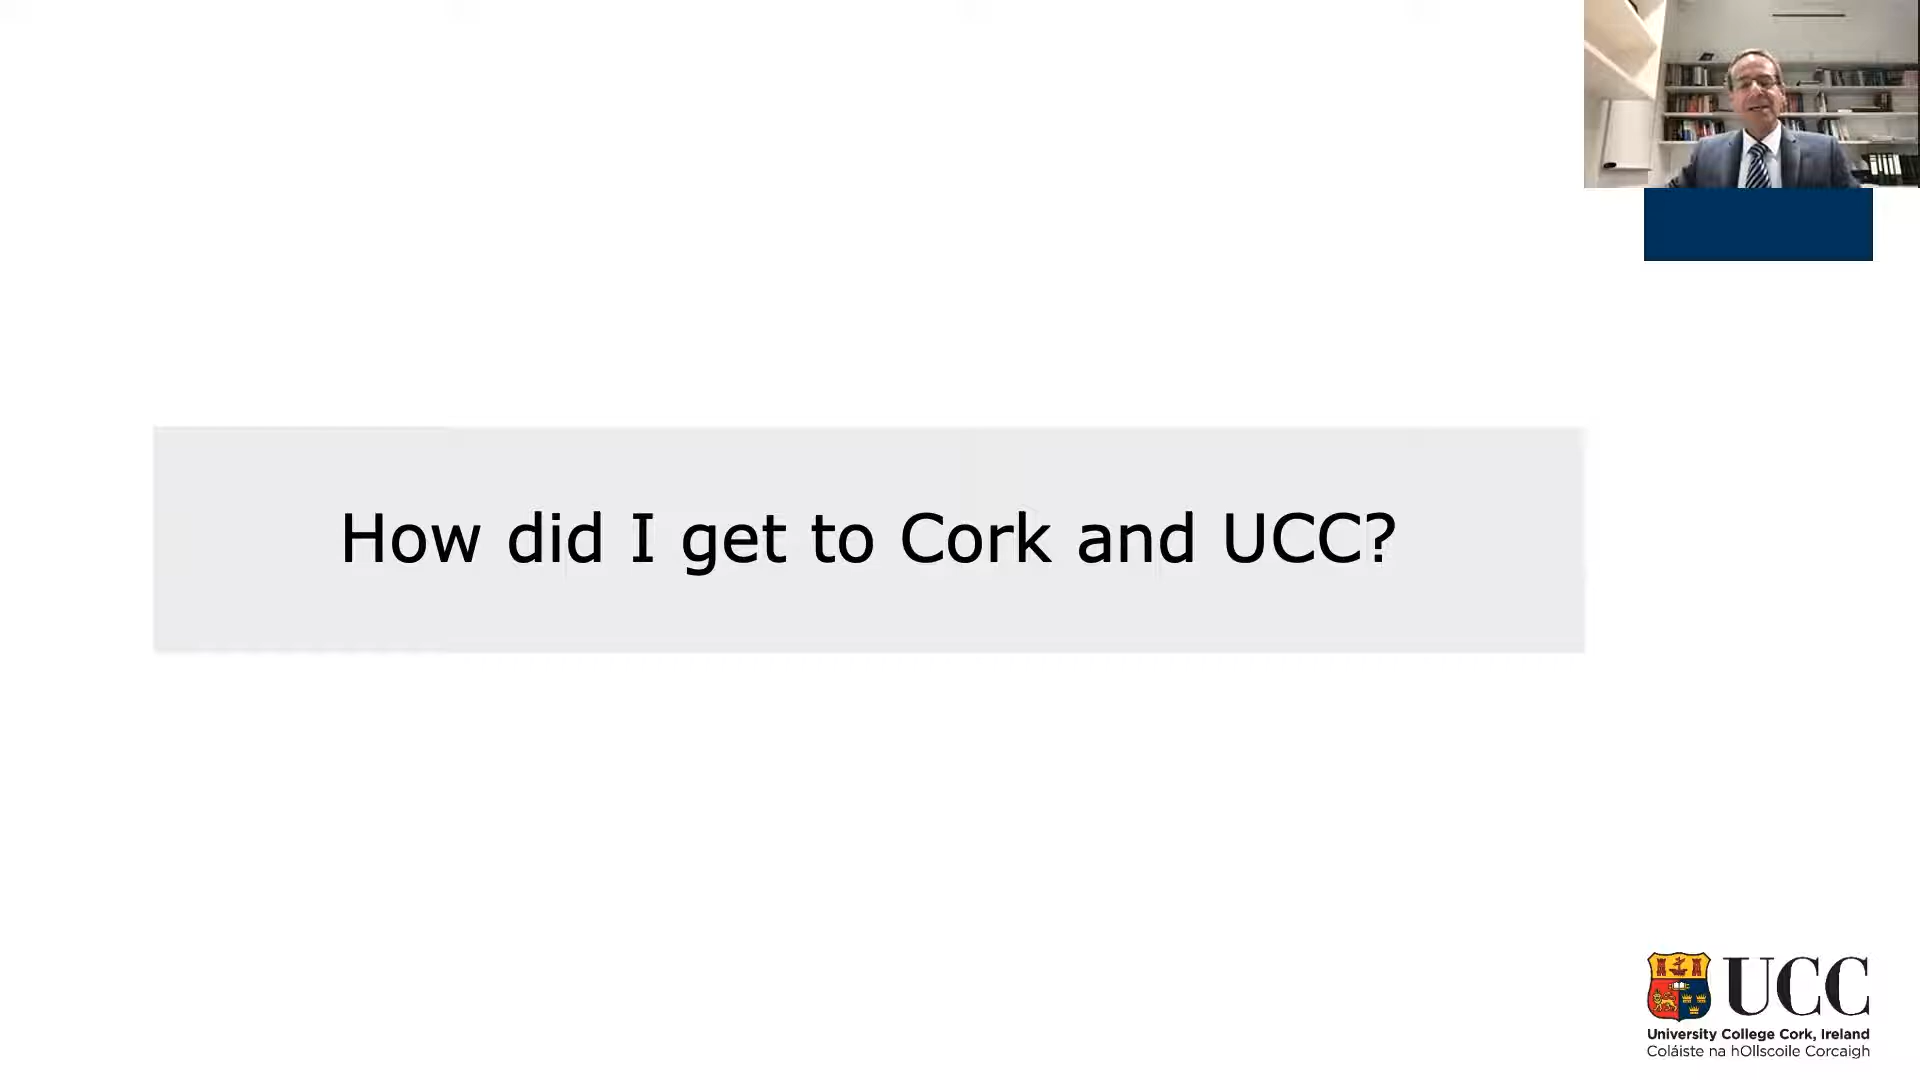 How did I get to Cork and UCC?
UCC
University College Cork, Ireland
Coláiste na hOllscoile Corcaigh